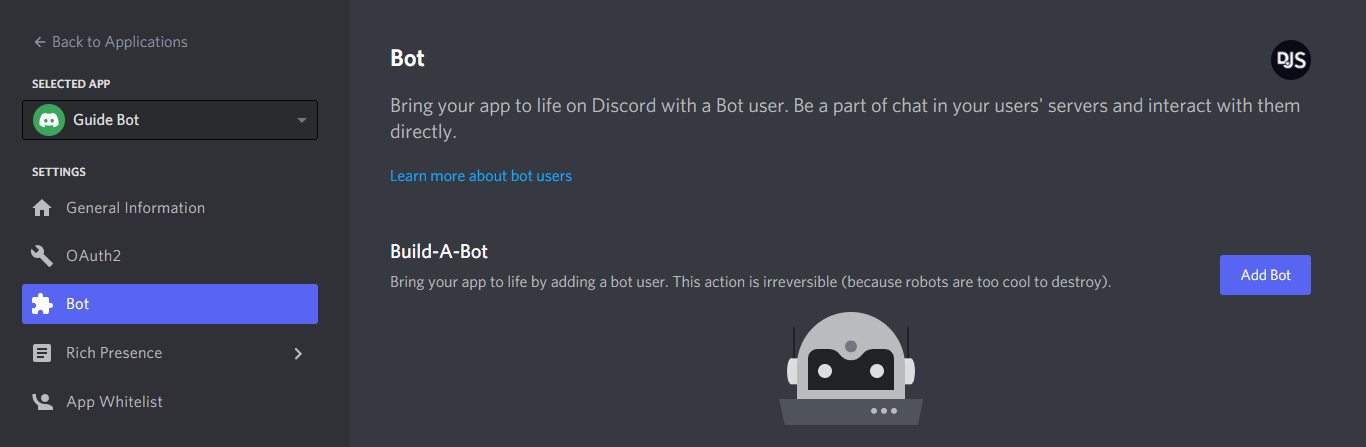 Back to Applications
SELECTED APP
Guide Bot
SETTINGS
General Information
OAuth2
Bot
Rich Presence
App Whitelist
Bot
DJS
Bring your app to life on Discord with a Bot user. Be a part of chat in your users' servers and interact with them
directly.
Learn more about bot users
Build-A-Bot
Bring your app to life by adding a bot user. This action is irreversible (because robots are too cool to destroy).
Add Bot